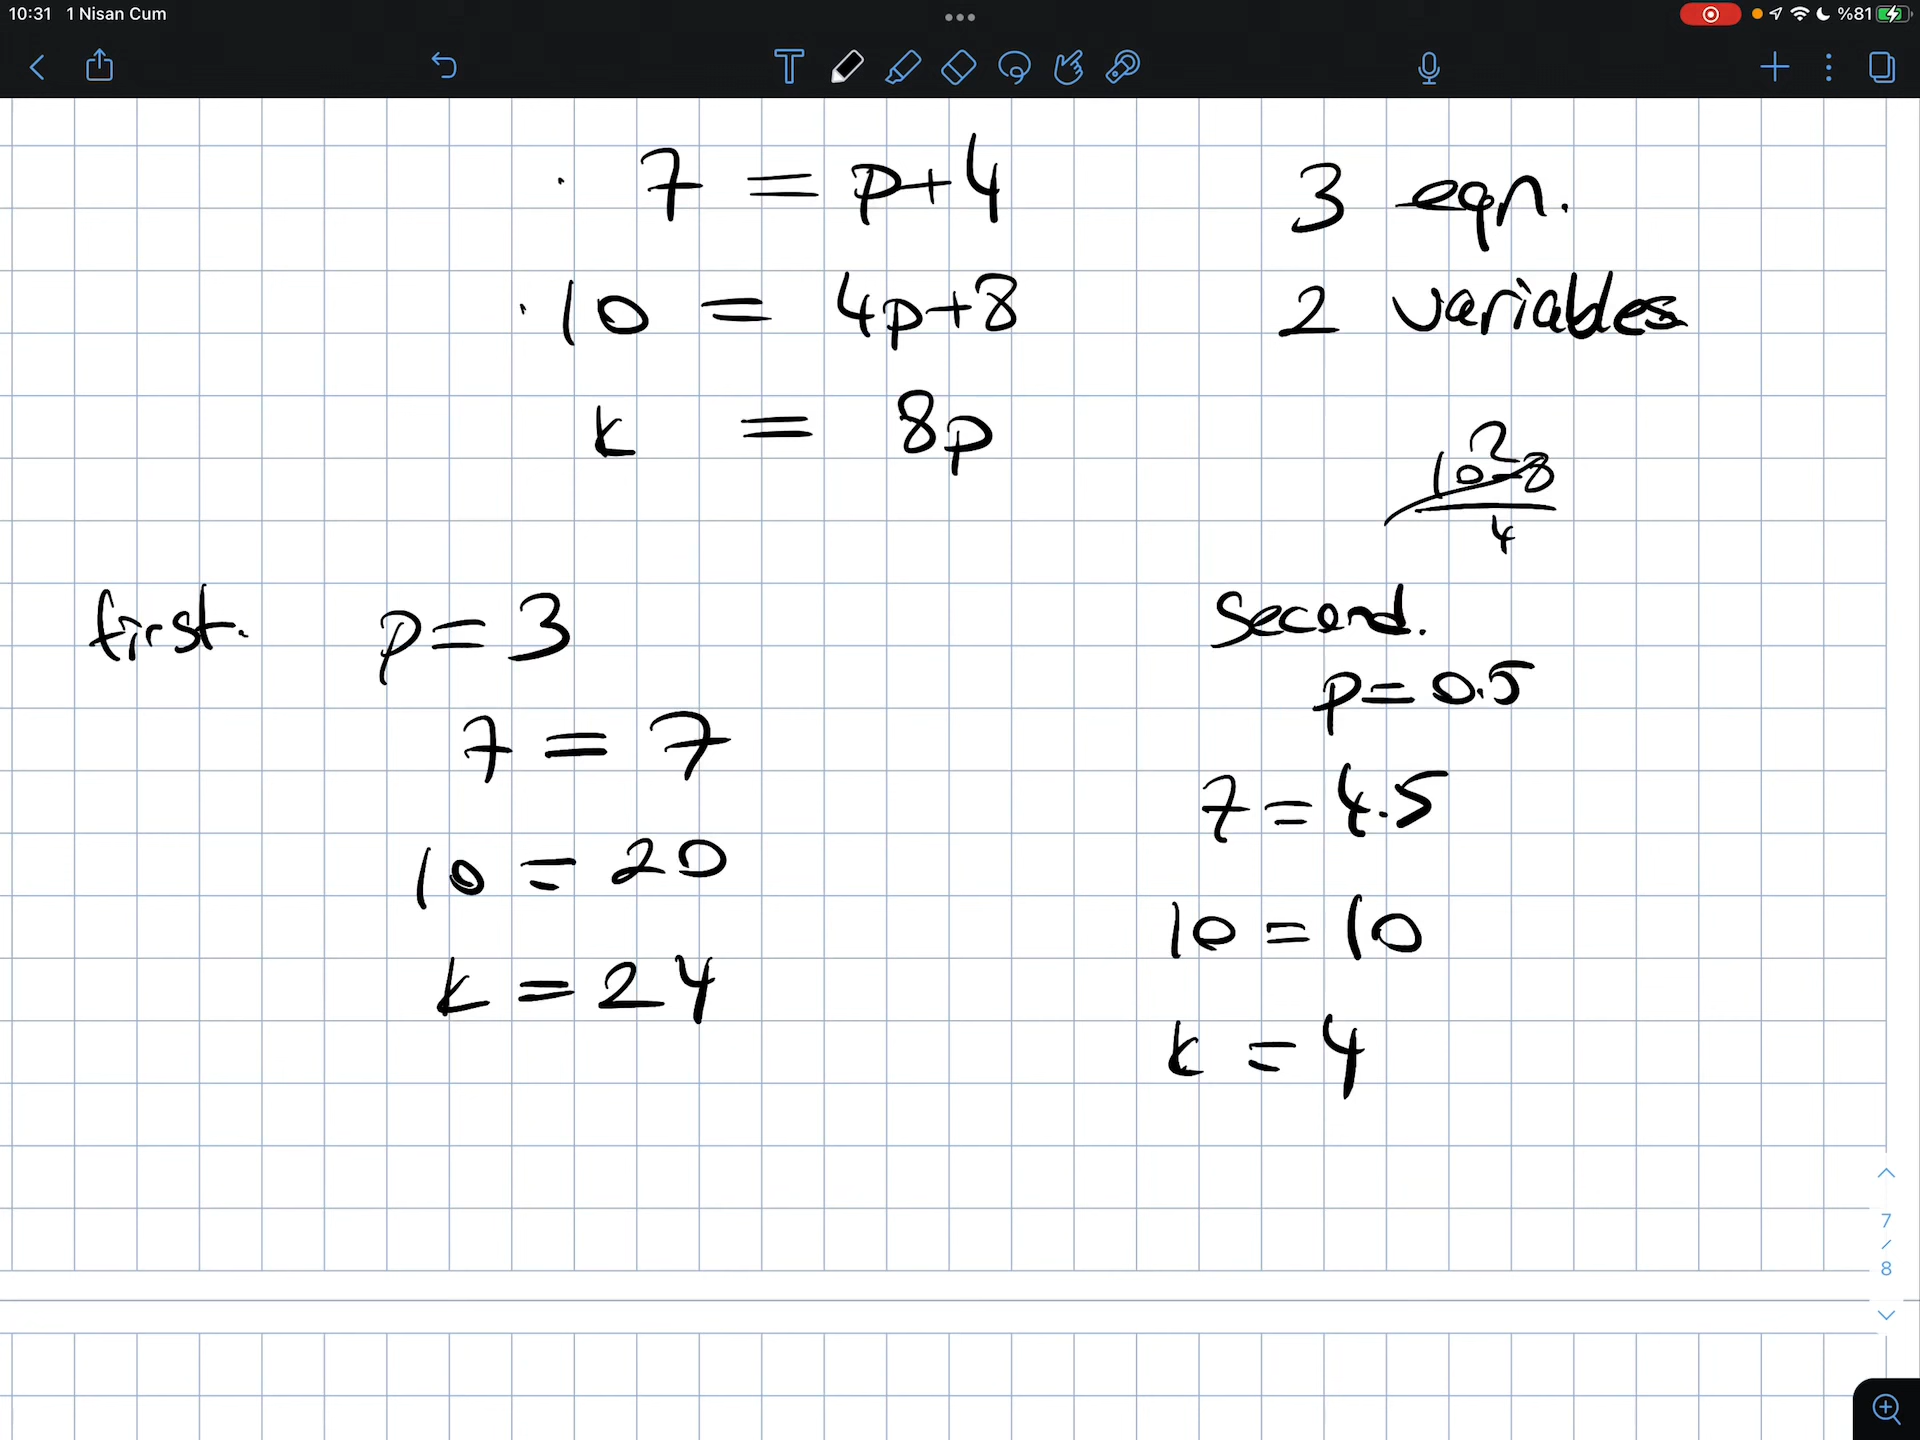 10:31 1 Nisan Cum
%81
7 = p+4
10 = 4p+8
k = 8p
3 eqn.
2 variables
2
10-8
4
first. p=3
7 = 7
10 = 20
k = 24
second.
p=0.5
7=4.5
10=10
k = 4
7
/
8